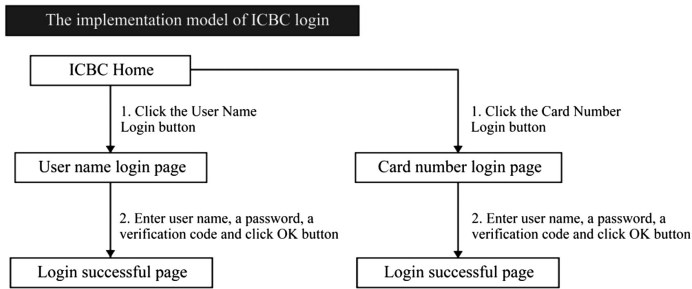 The implementation model of ICBC login
ICBC Home
1. Click the User Name
Login button
1. Click the Card Number
Login button
User name login page
Card number login page
2. Enter user name, a password, a
verification code and click OK button
2. Enter user name, a password, a
verification code and click OK button
Login successful page
Login successful page